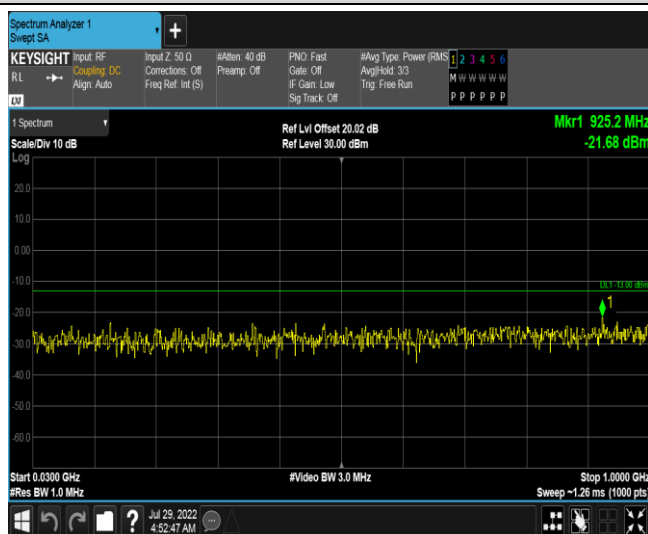 Spectrum Analyzer 1
Swept SA
KEYSIGHT
RL
LXI
Input: RF
Coupling: DC
Align: Auto
Input Z: 50 Ω
Corrections: Off
Freq Ref: Int (S)
#Atten: 40 dB
Preamp: Off
PNO: Fast
Gate: Off
IF Gain: Low
Sig Track: Off
#Avg Type: Power (RMS
Avg|Hold: 3/3
Trig: Free Run
1 2 3 4 5 6
M W W W W W
P P P P P P
1 Spectrum
Scale/Div 10 dB
Log
Ref Lvl Offset 20.02 dB
Ref Level 30.00 dBm
Mkr1 925.2 MHz
-21.68 dBm
20.0
10.0
0.00
-10.0
DL1 -13.00 dBm
1
-20.0
-30.0
-40.0
-50.0
-60.0
Start 0.0300 GHz
#Res BW 1.0 MHz
#Video BW 3.0 MHz
Stop 1.0000 GHz
Sweep ~1.26 ms (1000 pts)
?
Jul 29, 2022
4:52:47 AM